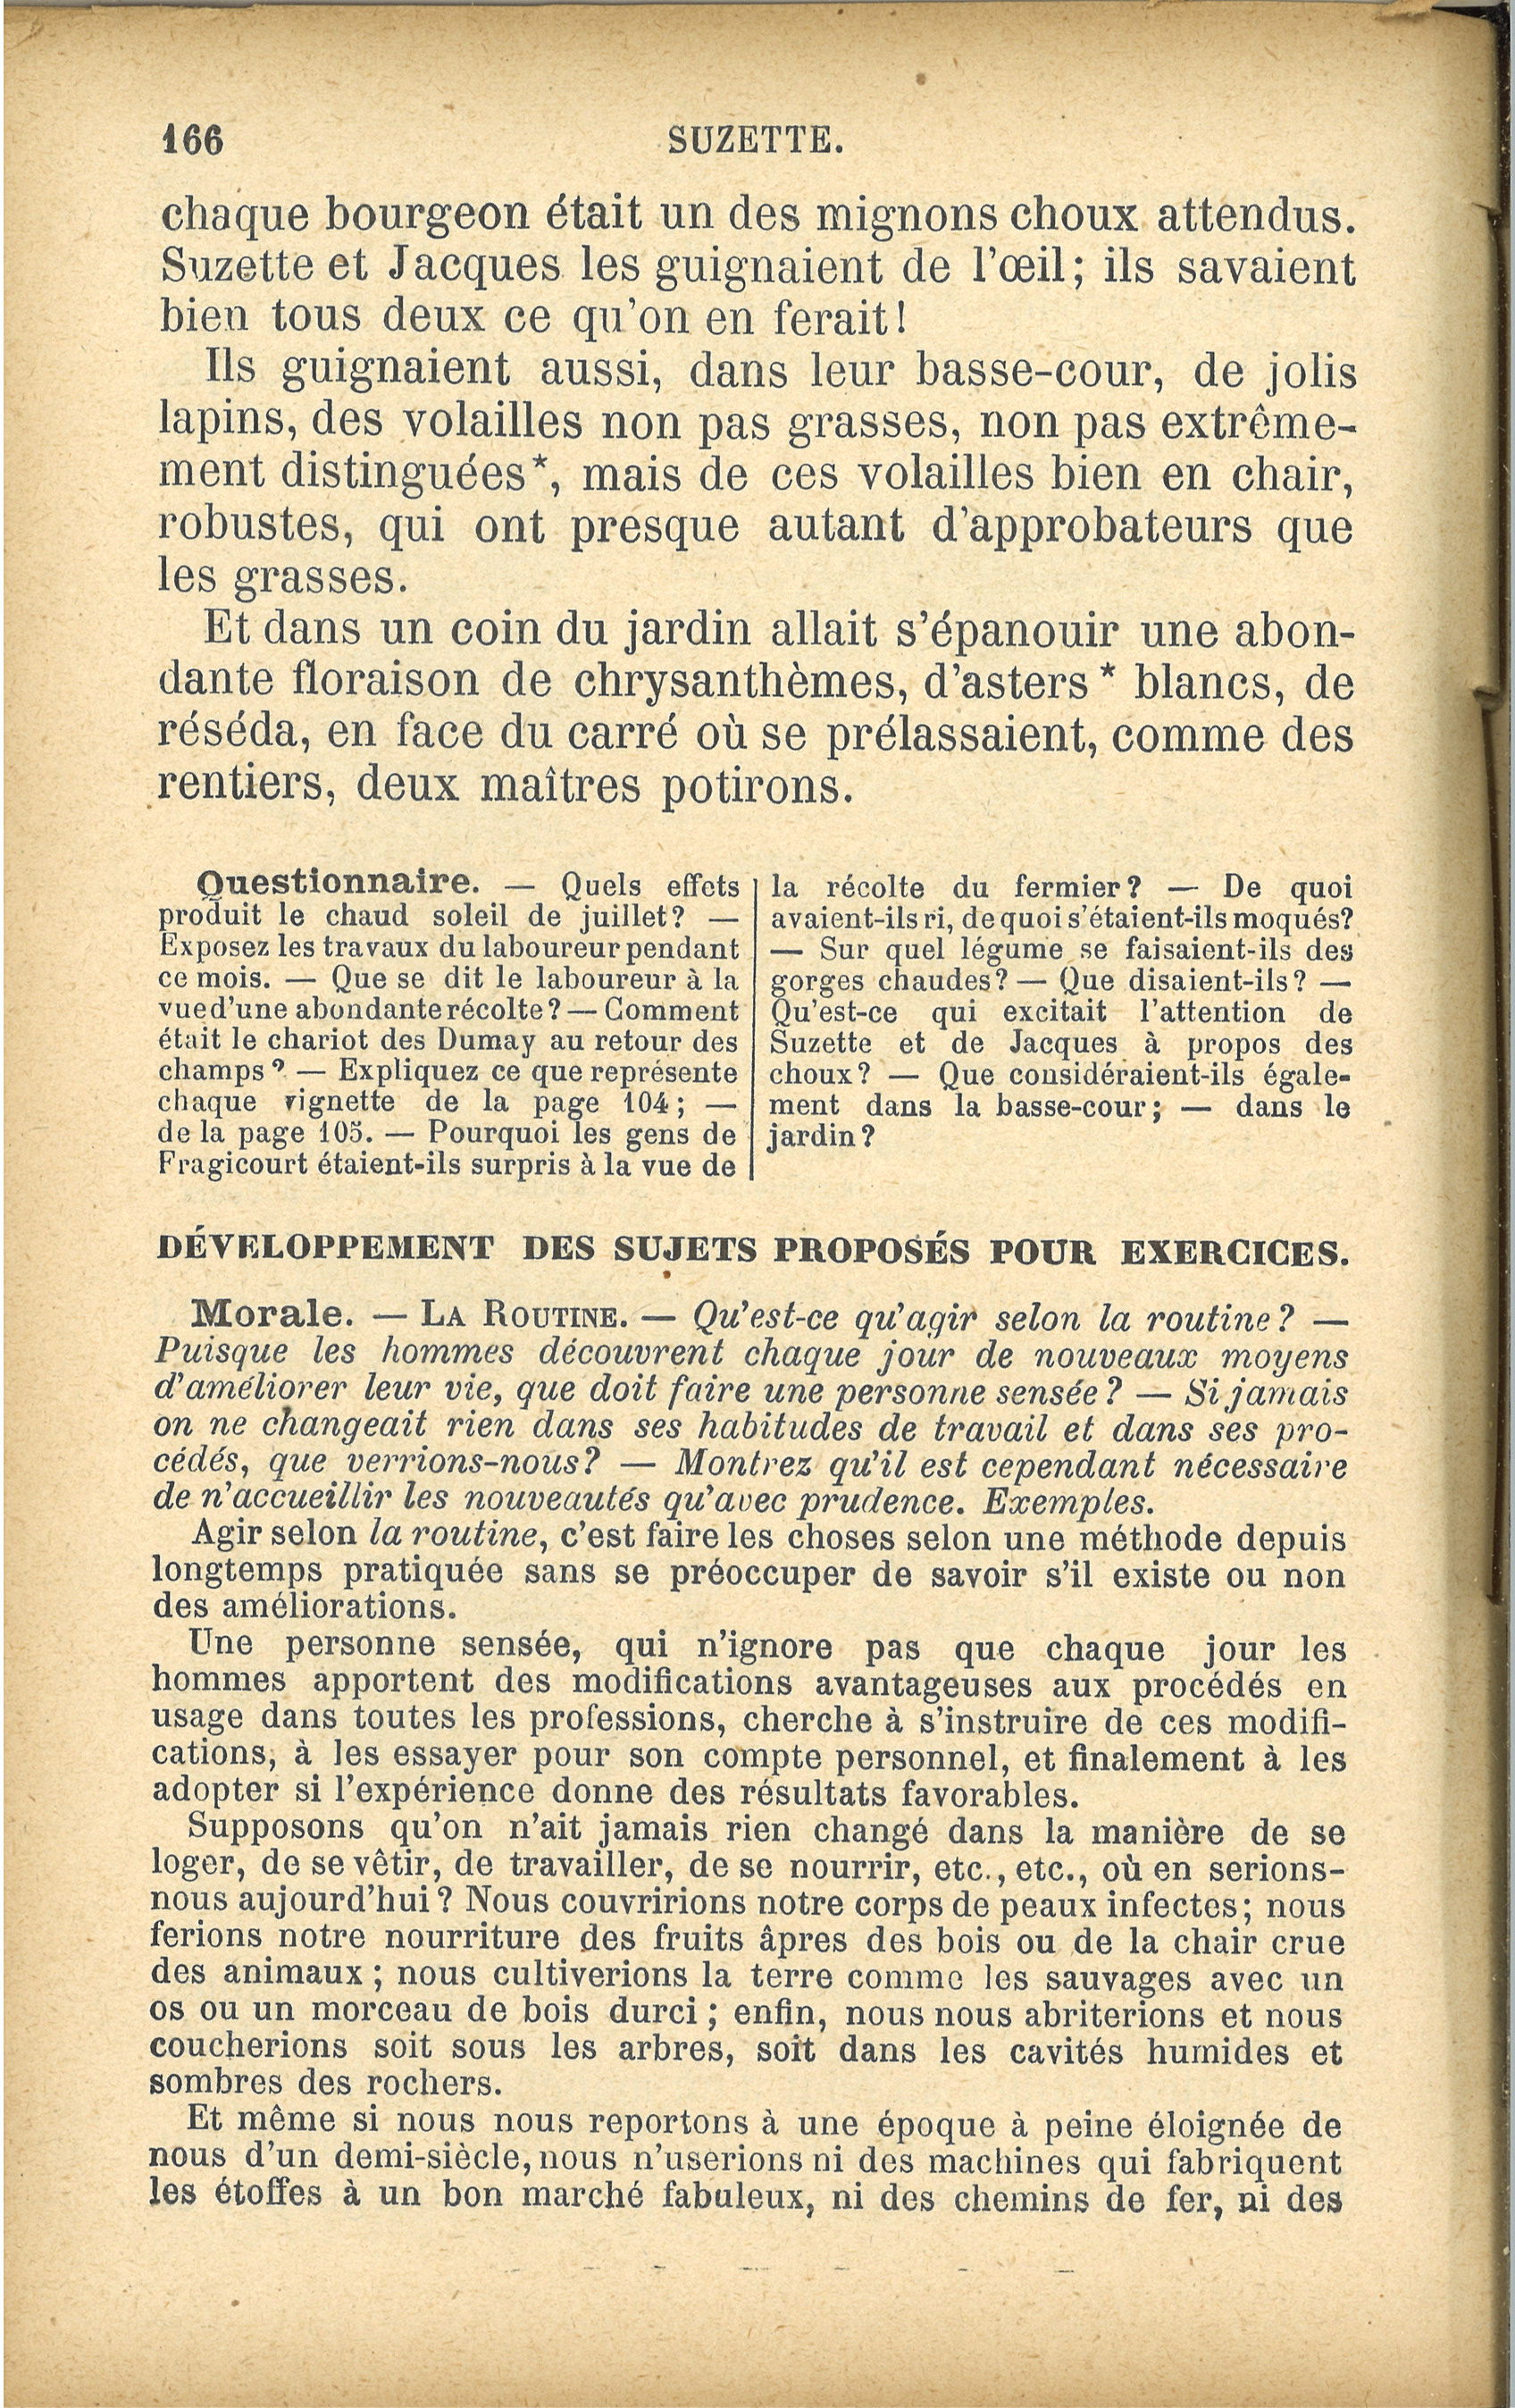 166
SUZETTE.
chaque bourgeon était un des mignons choux attendus.
Suzette et Jacques les guignaient de l'œil; ils savaient
bien tous deux ce qu'on en ferait!
Ils guignaient aussi, dans leur basse-cour, de jolis
lapins, des volailles non pas grasses, non pas extrême-
ment distinguées*, mais de ces volailles bien en chair,
robustes, qui ont presque autant d'approbateurs que
les grasses.
Et dans un coin du jardin allait s'épanouir une abon-
dante floraison de chrysanthèmes, d'asters* blancs, de
réséda, en face du carré où se prélassaient, comme des
rentiers, deux maîtres potirons.
Questionnaire. — Quels effets
produit le chaud soleil de juillet? —
Exposez les travaux du laboureur pendant
ce mois. — Que se dit le laboureur à la
vue d'une abondante récolte? — Comment
était le chariot des Dumay au retour des
champs? — Expliquez ce que représente
chaque vignette de la page 104; —
de la page 105. — Pourquoi les gens de
Fragicourt étaient-ils surpris à la vue de
la récolte du fermier? — De quoi
avaient-ils ri, de quoi s'étaient-ils moqués?
— Sur quel légume se faisaient-ils des
gorges chaudes? — Que disaient-ils? —
Qu'est-ce qui excitait l'attention de
Suzette et de Jacques à propos des
choux? — Que considéraient-ils égale-
ment dans la basse-cour; — dans le
jardin?
DÉVELOPPEMENT DES SUJETS PROPOSÉS POUR EXERCICES.
Morale. — LA ROUTINE. — Qu'est-ce qu'agir selon la routine? —
Puisque les hommes découvrent chaque jour de nouveaux moyens
d'améliorer leur vie, que doit faire une personne sensée? — Si jamais
on ne changeait rien dans ses habitudes de travail et dans ses pro-
cédés, que verrions-nous? — Montrez qu'il est cependant nécessaire
de n'accueillir les nouveautés qu'avec prudence. Exemples.
Agir selon la routine, c'est faire les choses selon une méthode depuis
longtemps pratiquée sans se préoccuper de savoir s'il existe ou non
des améliorations.
Une personne sensée, qui n'ignore pas que chaque jour les
hommes apportent des modifications avantageuses aux procédés en
usage dans toutes les professions, cherche à s'instruire de ces modifi-
cations, à les essayer pour son compte personnel, et finalement à les
adopter si l'expérience donne des résultats favorables.
Supposons qu'on n'ait jamais rien changé dans la manière de se
loger, de se vêtir, de travailler, de se nourrir, etc., etc., où en serions-
nous aujourd'hui? Nous couvririons notre corps de peaux infectes; nous
ferions notre nourriture des fruits âpres des bois ou de la chair crue
des animaux; nous cultiverions la terre comme les sauvages avec un
os ou un morceau de bois durci; enfin, nous nous abriterions et nous
coucherions soit sous les arbres, soit dans les cavités humides et
sombres des rochers.
Et même si nous nous reportons à une époque à peine éloignée de
nous d'un demi-siècle, nous n'userions ni des machines qui fabriquent
les étoffes à un bon marché fabuleux, ni des chemins de fer, ni des